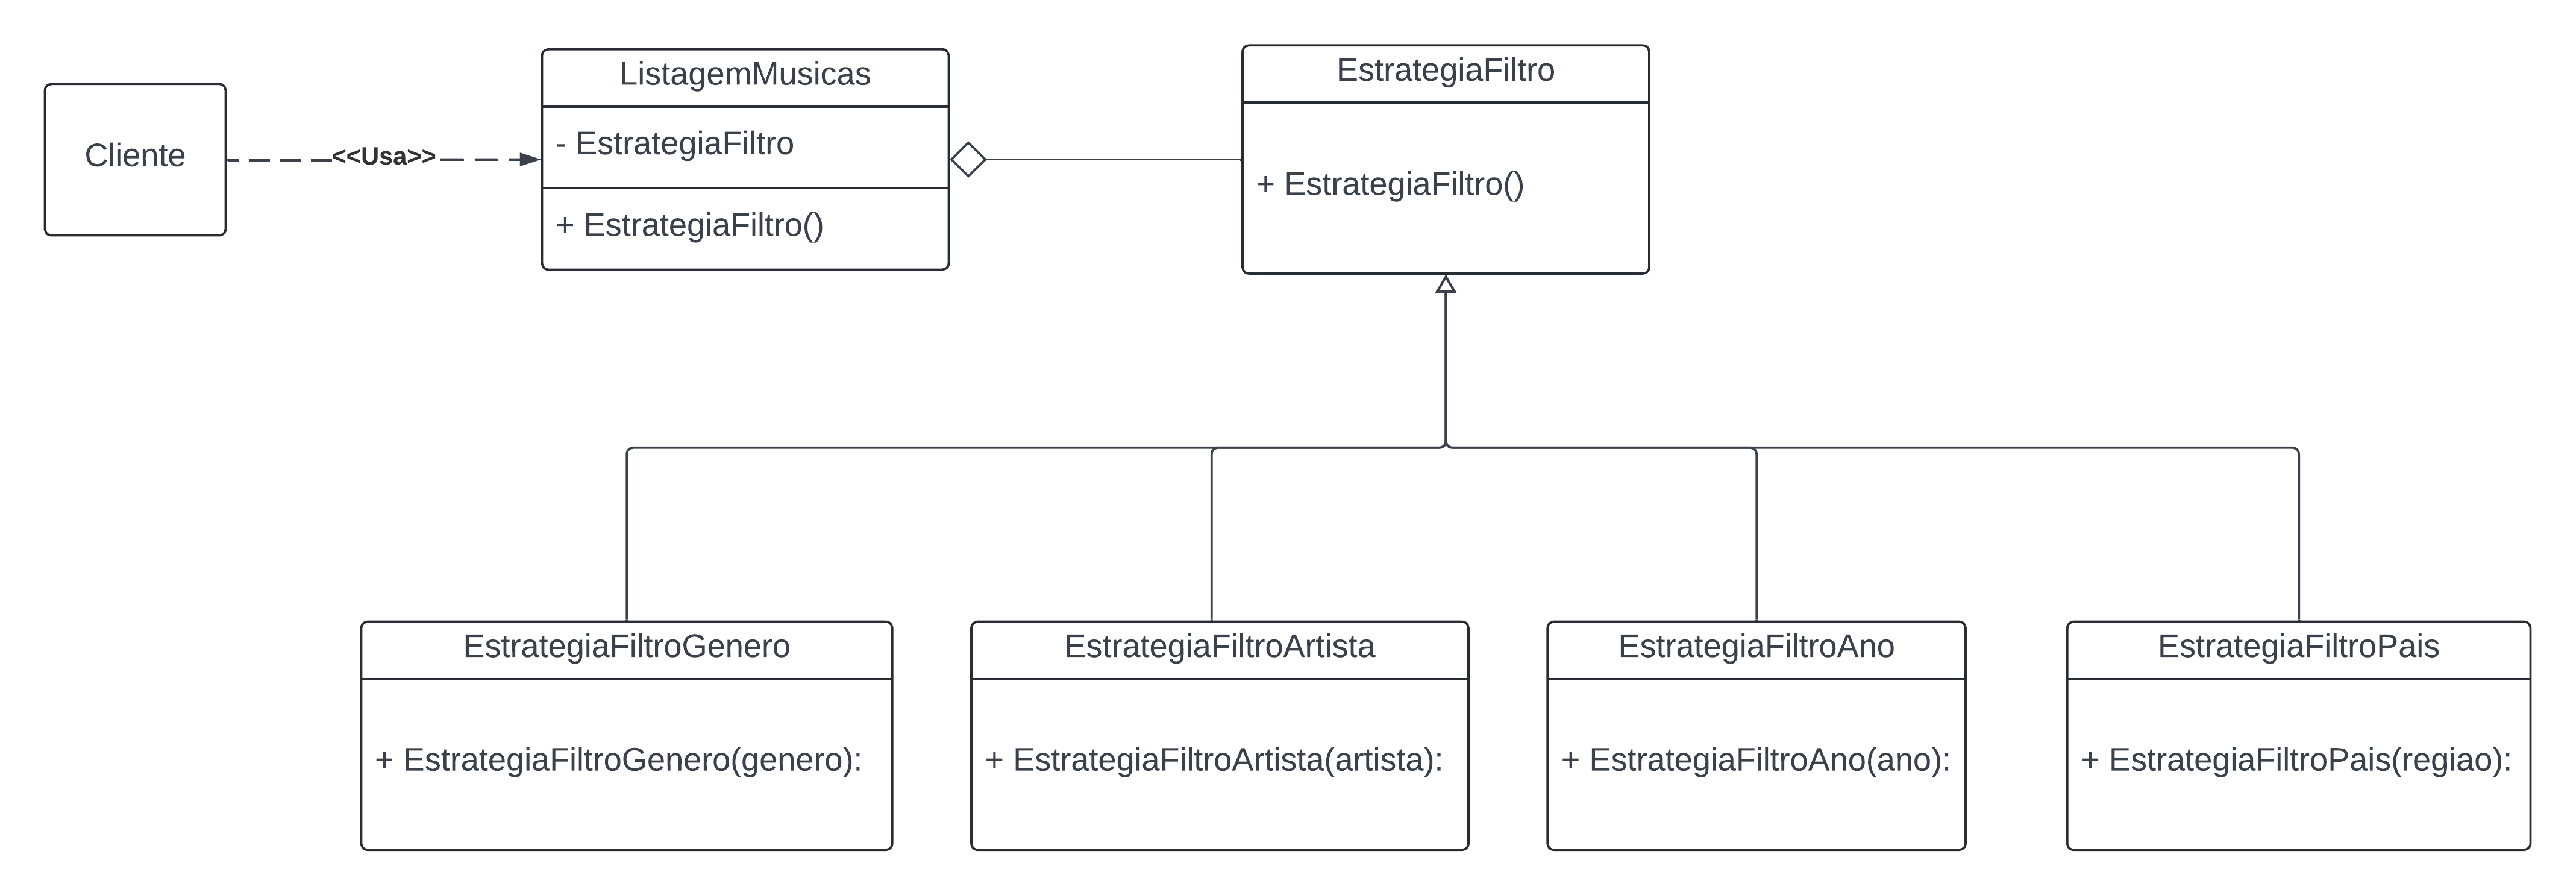 Cliente
<<Usa>>
ListagemMusicas
- EstrategiaFiltro
+ EstrategiaFiltro()
EstrategiaFiltro
+ EstrategiaFiltro()
EstrategiaFiltroGenero
+ EstrategiaFiltroGenero(genero):
EstrategiaFiltroArtista
+ EstrategiaFiltroArtista(artista):
EstrategiaFiltroAno
+ EstrategiaFiltroAno(ano):
EstrategiaFiltroPais
+ EstrategiaFiltroPais(regiao):